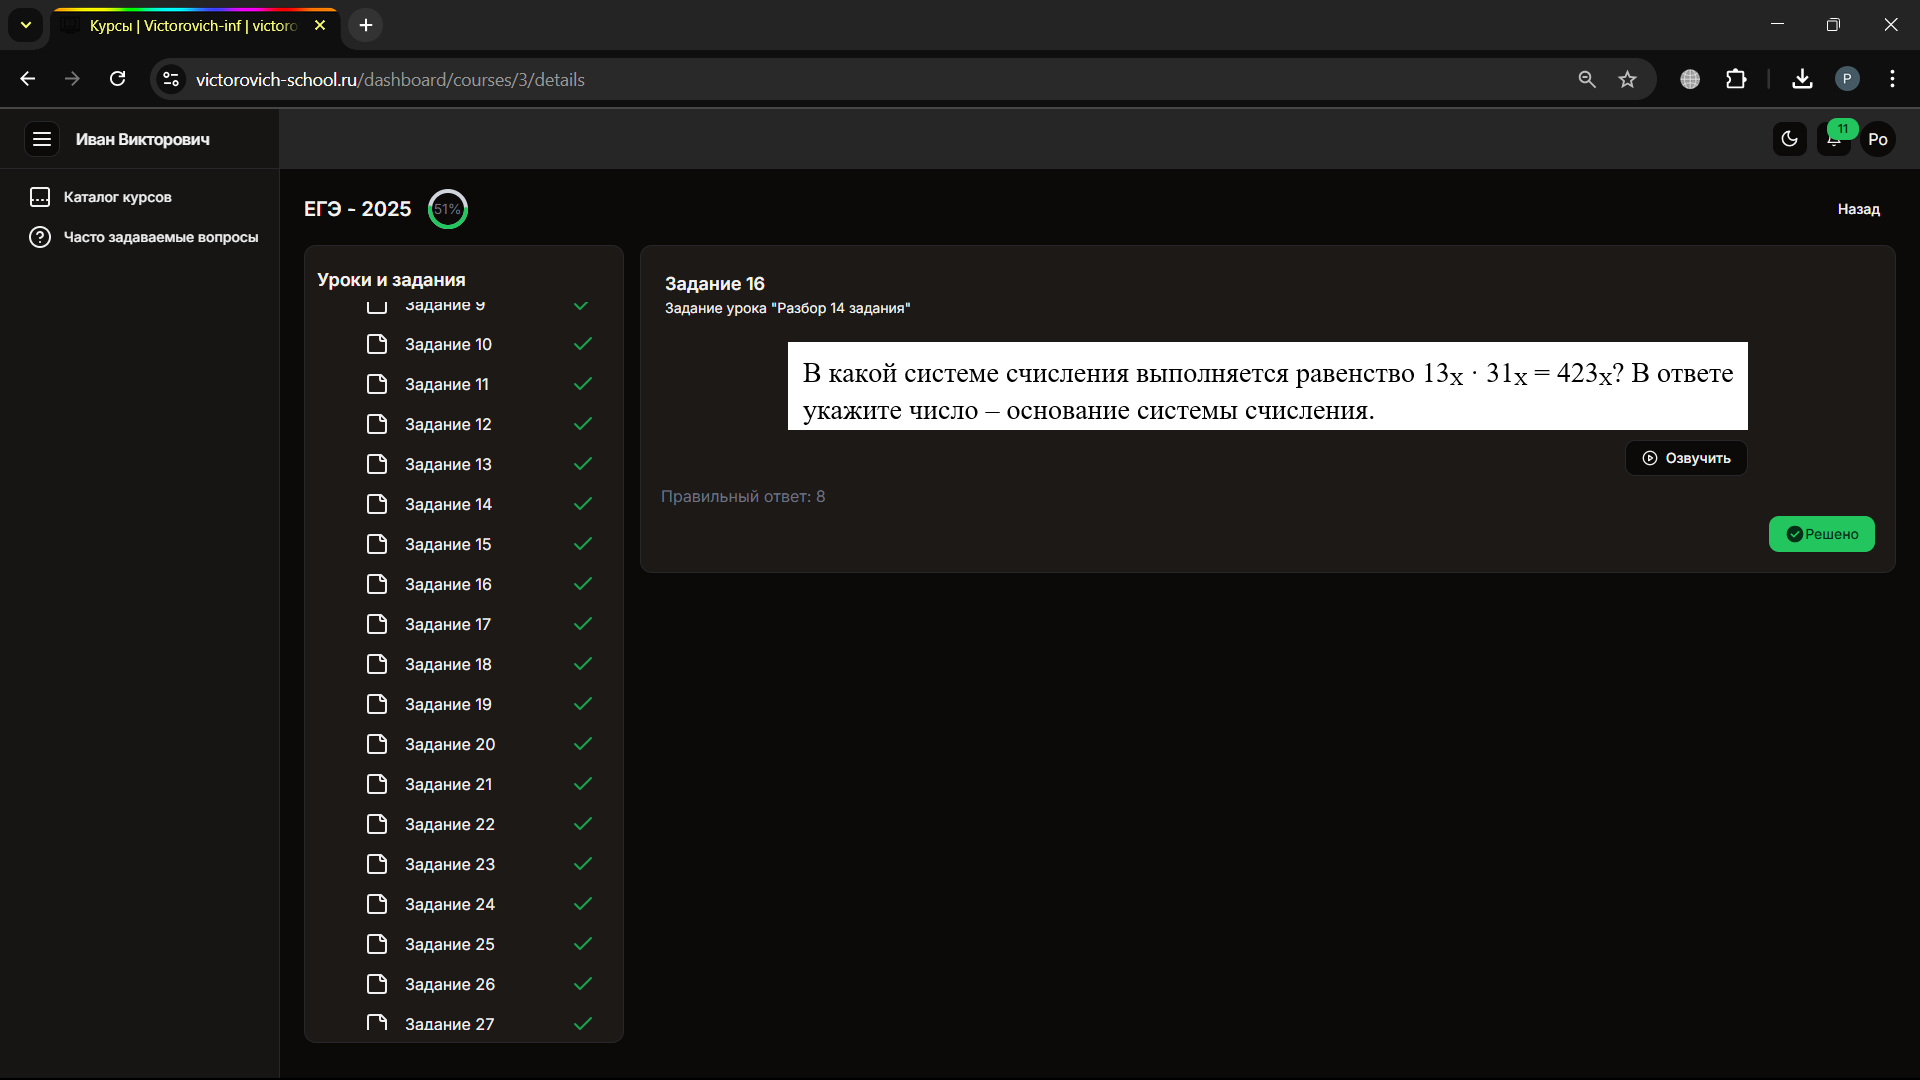 Курсы | Victorovich-inf | victoro
victorovich-school.ru/dashboard/courses/3/details
P
Иван Викторович
11
Po
Каталог курсов
Часто задаваемые вопросы
ЕГЭ - 2025
51%
Назад
Уроки и задания
Задание 9
Задание 10
Задание 11
Задание 12
Задание 13
Задание 14
Задание 15
Задание 16
Задание 17
Задание 18
Задание 19
Задание 20
Задание 21
Задание 22
Задание 23
Задание 24
Задание 25
Задание 26
Задание 27
Задание 16
Задание урока "Разбор 14 задания"
В какой системе счисления выполняется равенство 13x · 31x = 423x? В ответе
укажите число – основание системы счисления.
Озвучить
Правильный ответ: 8
Решено